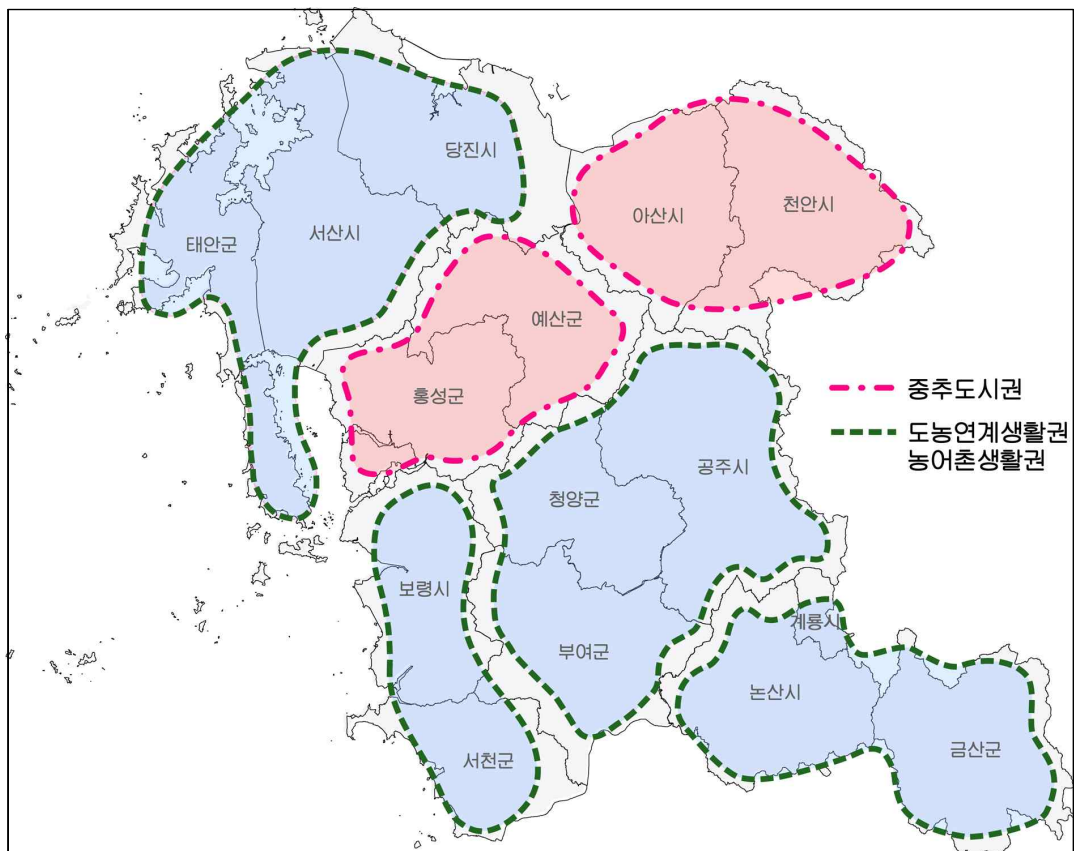 당진시
천안시
아산시
서산시
태안군
예산군
홍성군
중추도시권
도농연계생활권
농어촌생활권
공주시
청양군
보령시
계룡시
부여군
논산시
금산군
서천군